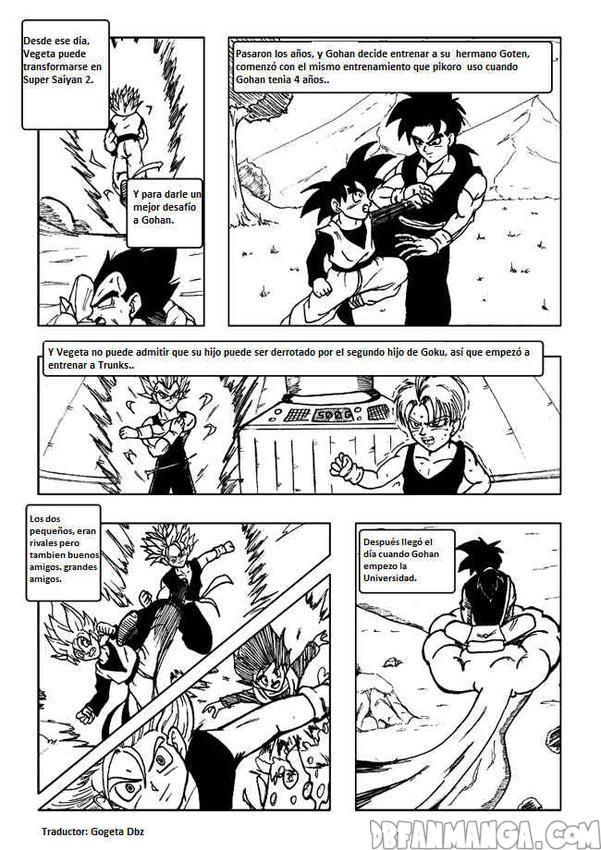 Desde ese día,
Vegeta puede
transformarse en
Super Saiyan 2.
Y para darle un
mejor desafío
a Gohan.
Pasaron los años, y Gohan decide entrenar a su hermano Goten,
comenzó con el mismo entrenamiento que pikoro uso cuando
Gohan tenia 4 años..
Y Vegeta no puede admitir que su hijo puede ser derrotado por el segundo hijo de Goku, así que empezó a
entrenar a Trunks..
500G
Los dos
pequeños, eran
rivales pero
tambien buenos
amigos. grandes
amigos.
Después llegó el
día cuando Gohan
empezo la
Universidad.
Traductor: Gogeta Dbz
DBFANMANGA.COM